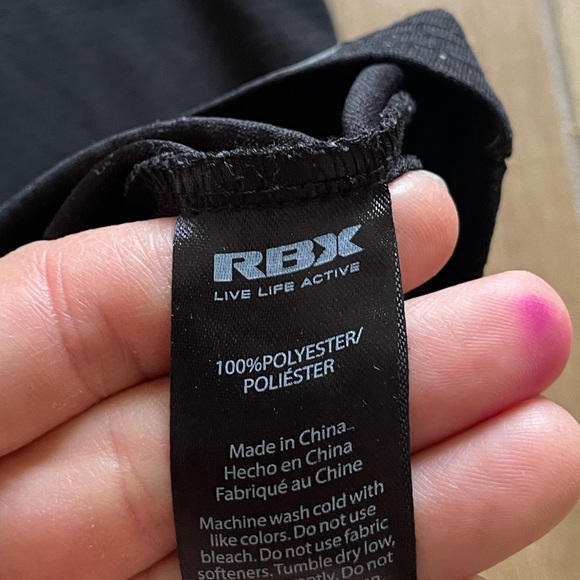 RBX
LIVE LIFE ACTIVE
100%POLYESTER/
POLIÉSTER
Made in China
Hecho en China
Fabriqué au Chine
Machine wash cold with
like colors. Do not use
bleach. Do not use fabric
softeners. Tumble dry low,